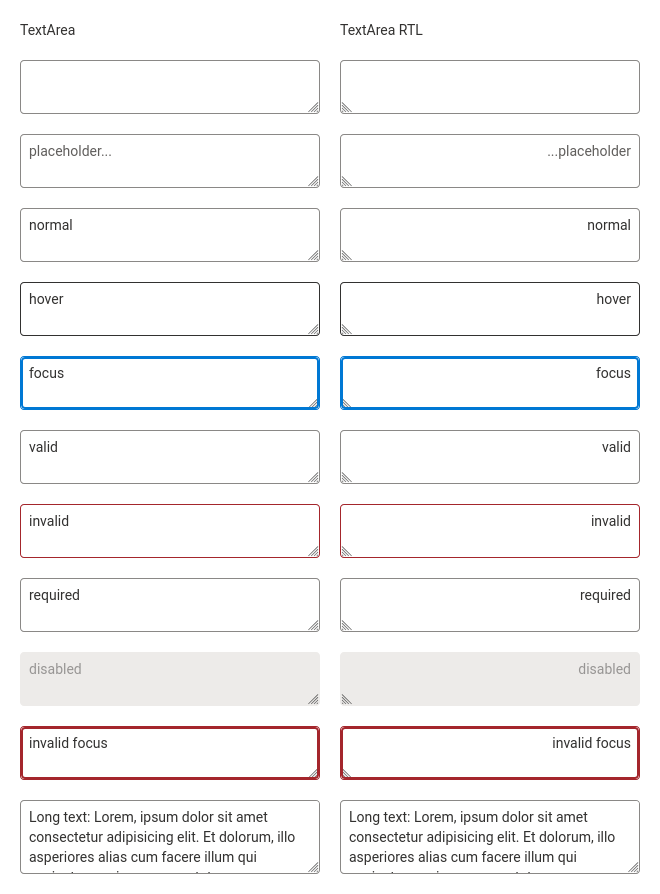 TextArea
TextArea RTL
placeholder...
...placeholder
normal
normal
hover
hover
focus
focus
valid
valid
invalid
invalid
required
required
disabled
disabled
invalid focus
invalid focus
Long text: Lorem, ipsum dolor sit amet
consectetur adipisicing elit. Et dolorum, illo
asperiores alias cum facere illum qui
Long text: Lorem, ipsum dolor sit amet
consectetur adipisicing elit. Et dolorum, illo
asperiores alias cum facere illum qui